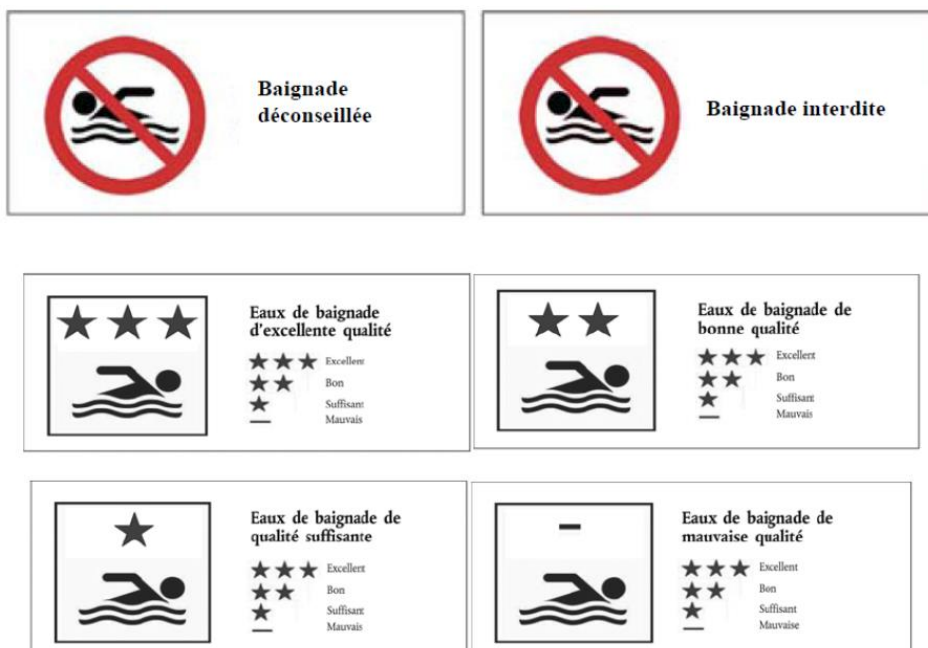 Baignade
déconseillée
Baignade interdite
Eaux de baignade
d'excellente qualité
Excellent
Bon
Suffisant
Mauvais
Eaux de baignade de
bonne qualité
Excellent
Bon
Suffisant
Mauvais
Eaux de baignade de
qualité suffisante
Excellent
Bon
Suffisant
Mauvais
Eaux de baignade de
mauvaise qualité
Excellent
Bon
Suffisant
Mauvaise